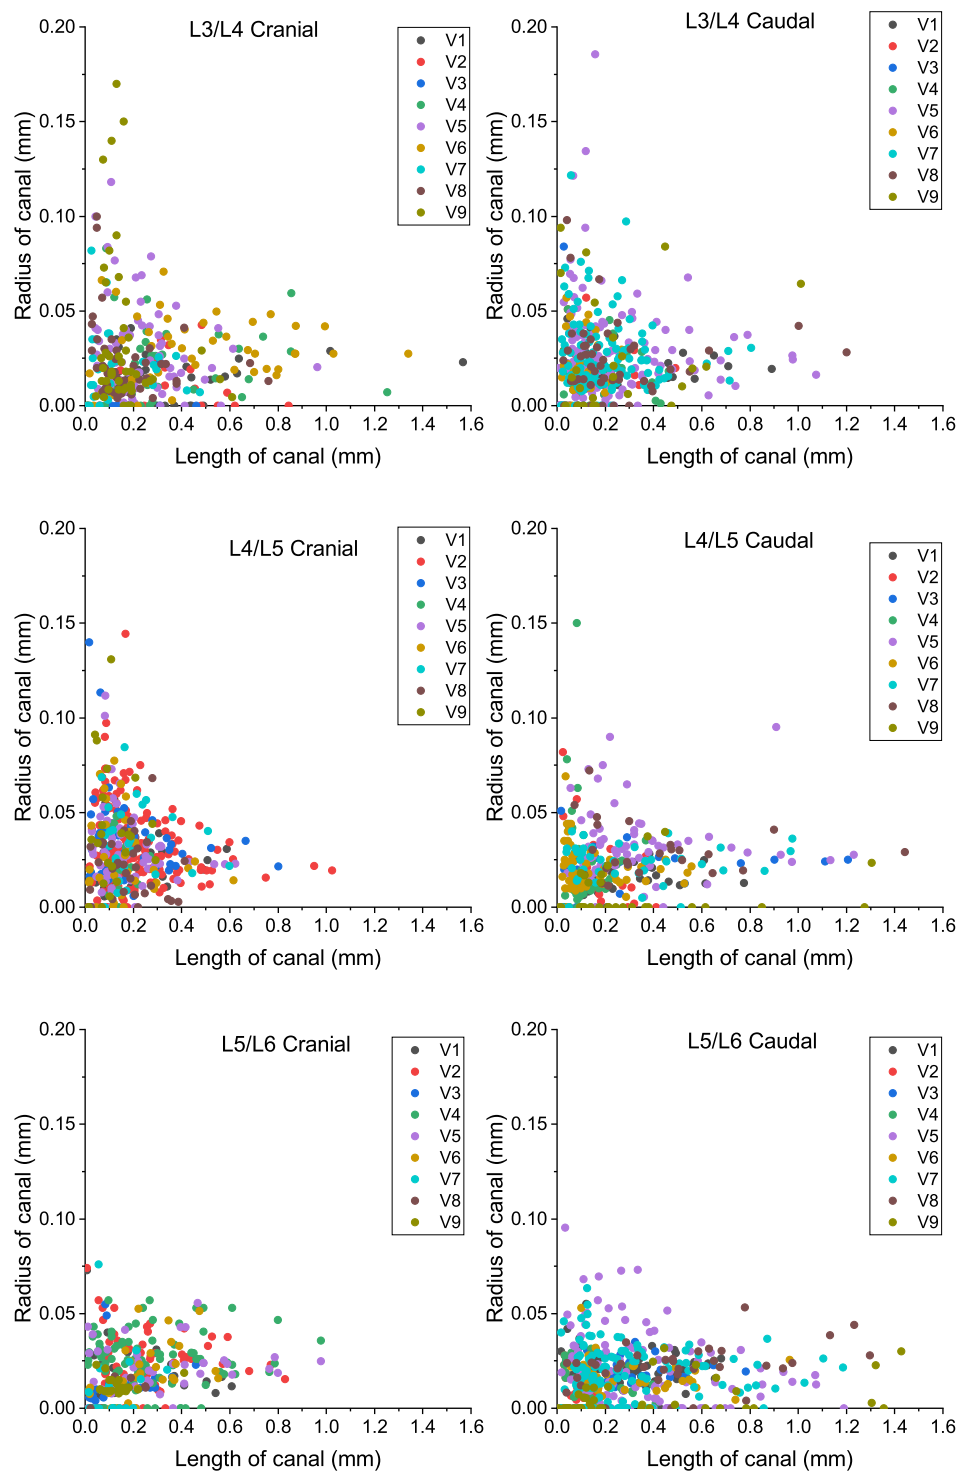 L3/L4 Cranial
V1
V2
V3
V4
V5
V6
V7
V8
V9
0.20
0.15
0.10
0.05
0.00
Radius of canal (mm)
0.0 0.2 0.4 0.6 0.8 1.0 1.2 1.4 1.6
Length of canal (mm)
L3/L4 Caudal
V1
V2
V3
V4
V5
V6
V7
V8
V9
0.20
0.15
0.10
0.05
0.00
Radius of canal (mm)
0.0 0.2 0.4 0.6 0.8 1.0 1.2 1.4 1.6
Length of canal (mm)
L4/L5 Cranial
V1
V2
V3
V4
V5
V6
V7
V8
V9
0.20
0.15
0.10
0.05
0.00
Radius of canal (mm)
0.0 0.2 0.4 0.6 0.8 1.0 1.2 1.4 1.6
Length of canal (mm)
L4/L5 Caudal
V1
V2
V3
V4
V5
V6
V7
V8
V9
0.20
0.15
0.10
0.05
0.00
Radius of canal (mm)
0.0 0.2 0.4 0.6 0.8 1.0 1.2 1.4 1.6
Length of canal (mm)
L5/L6 Cranial
V1
V2
V3
V4
V5
V6
V7
V8
V9
0.20
0.15
0.10
0.05
0.00
Radius of canal (mm)
0.0 0.2 0.4 0.6 0.8 1.0 1.2 1.4 1.6
Length of canal (mm)
L5/L6 Caudal
V1
V2
V3
V4
V5
V6
V7
V8
V9
0.20
0.15
0.10
0.05
0.00
Radius of canal (mm)
0.0 0.2 0.4 0.6 0.8 1.0 1.2 1.4 1.6
Length of canal (mm)